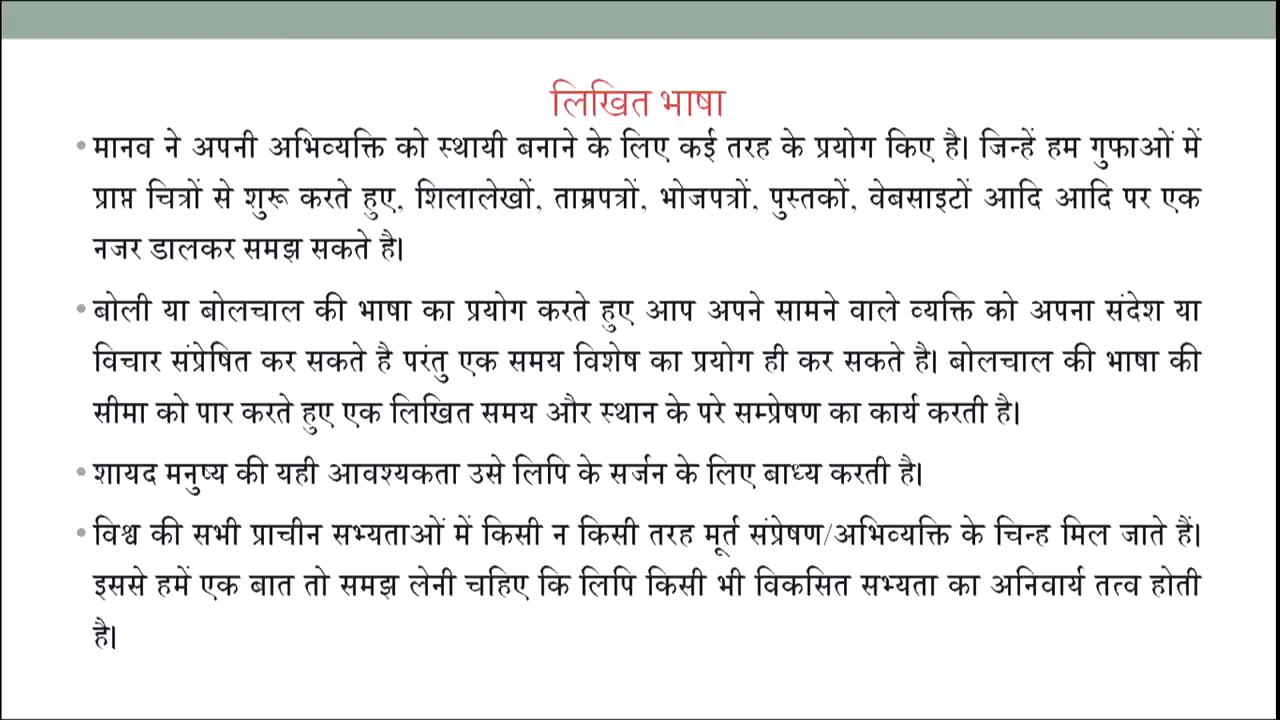 लिखित भाषा
• मानव ने अपनी अभिव्यक्ति को स्थायी बनाने के लिए कई तरह के प्रयोग किए है। जिन्हें हम गुफाओं में
प्राप्त चित्रों से शुरू करते हुए, शिलालेखों, ताम्रपत्रों, भोजपत्रों, पुस्तकों, वेबसाइटों आदि आदि पर एक
नजर डालकर समझ सकते है।
• बोली या बोलचाल की भाषा का प्रयोग करते हुए आप अपने सामने वाले व्यक्ति को अपना संदेश या
विचार संप्रेषित कर सकते है परंतु एक समय विशेष का प्रयोग ही कर सकते है। बोलचाल की भाषा की
सीमा को पार करते हुए एक लिखित समय और स्थान के परे सम्प्रेषण का कार्य करती है।
• शायद मनुष्य की यही आवश्यकता उसे लिपि के सर्जन के लिए बाध्य करती है।
• विश्व की सभी प्राचीन सभ्यताओं में किसी न किसी तरह मूर्त संप्रेषण/अभिव्यक्ति के चिन्ह मिल जाते हैं।
इससे हमें एक बात तो समझ लेनी चहिए कि लिपि किसी भी विकसित सभ्यता का अनिवार्य तत्व होती
है।